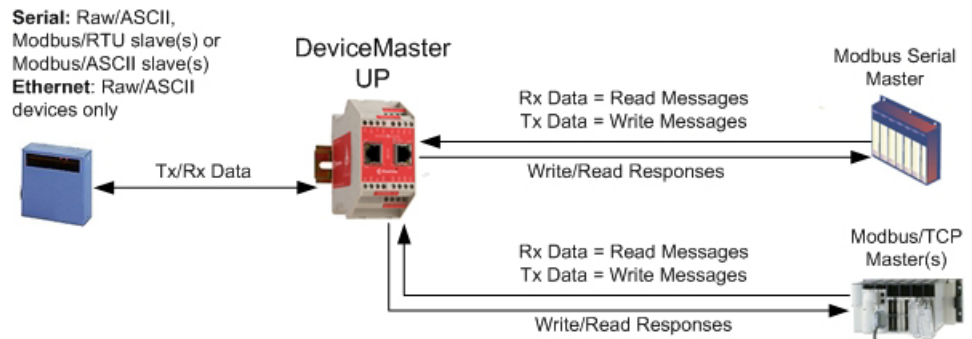 Serial: Raw/ASCII,
Modbus/RTU slave(s) or
Modbus/ASCII slave(s)
Ethernet: Raw/ASCII
devices only
DeviceMaster
UP
Modbus Serial
Master
Rx Data = Read Messages
Tx Data = Write Messages
Write/Read Responses
Tx/Rx Data
Modbus/TCP
Master(s)
Rx Data = Read Messages
Tx Data = Write Messages
Write/Read Responses